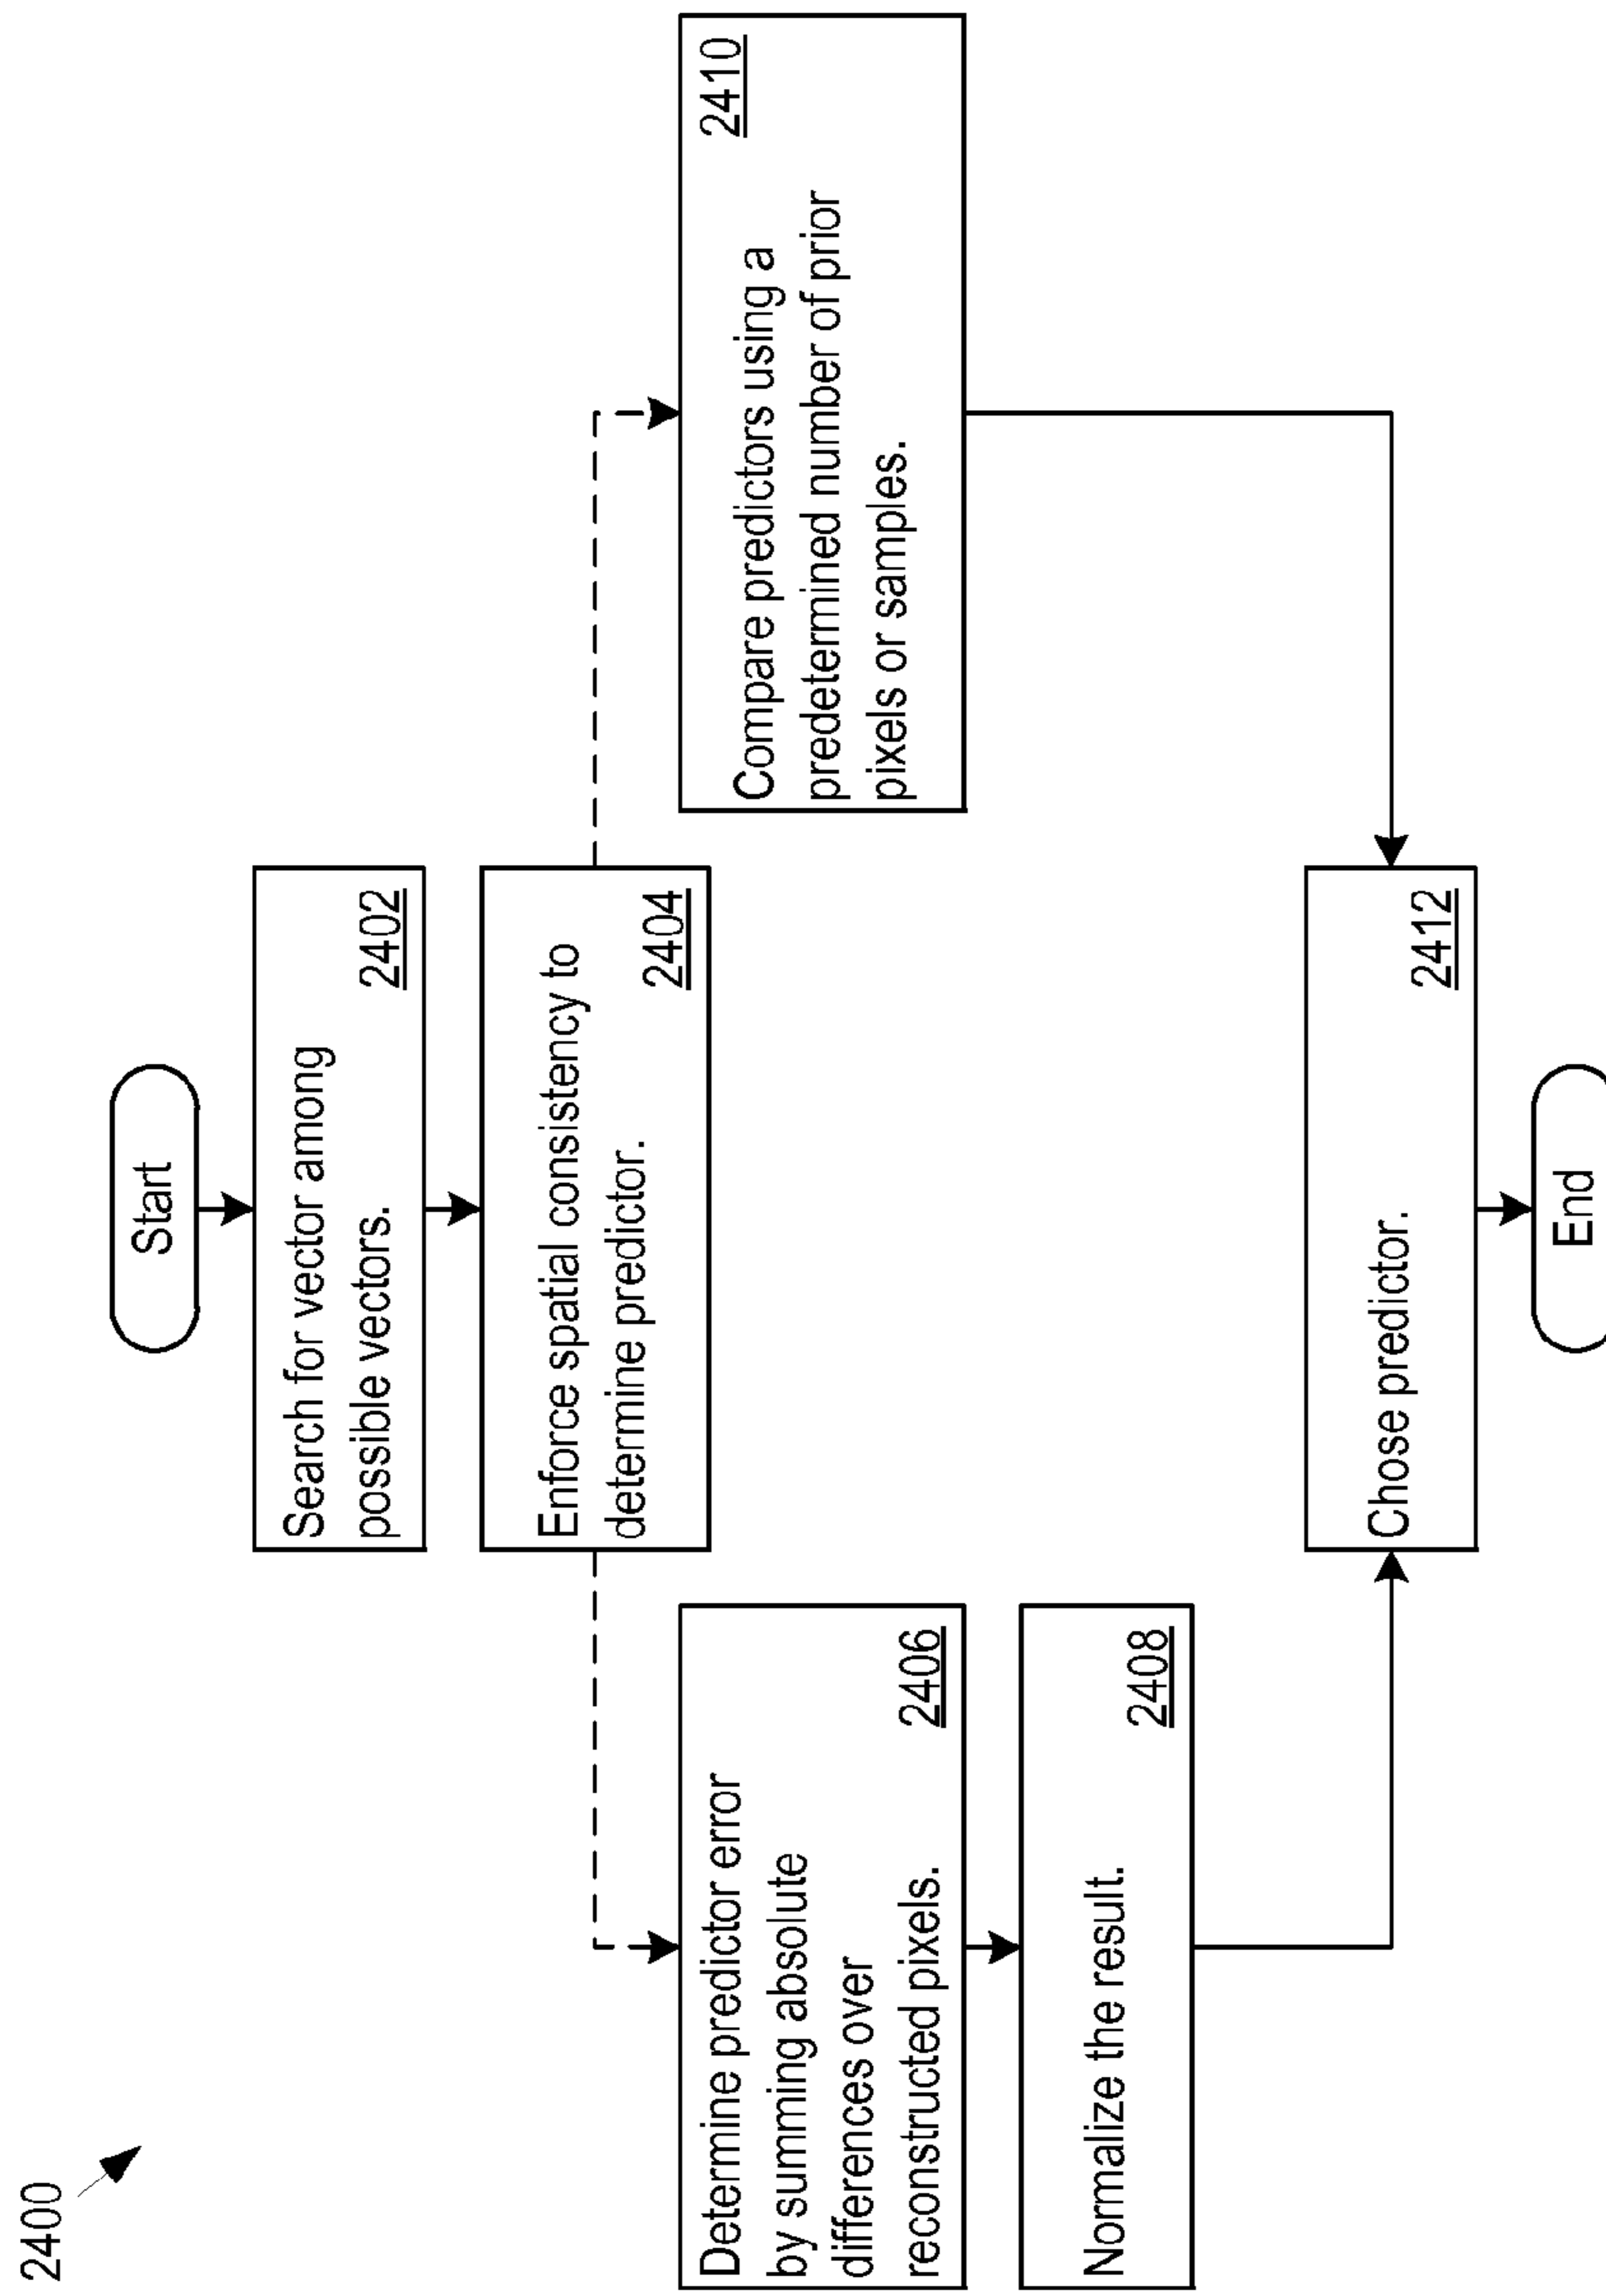 2400
Start
Search for vector among
possible vectors.
2402
Enforce spatial consistency to
determine predictor.
2404
Determine predictor error
by summing absolute
differences over
reconstructed pixels.
2406
Normalize the result.
2408
Compare predictors using a
predetermined number of prior
pixels or samples.
2410
Chose predictor.
2412
End